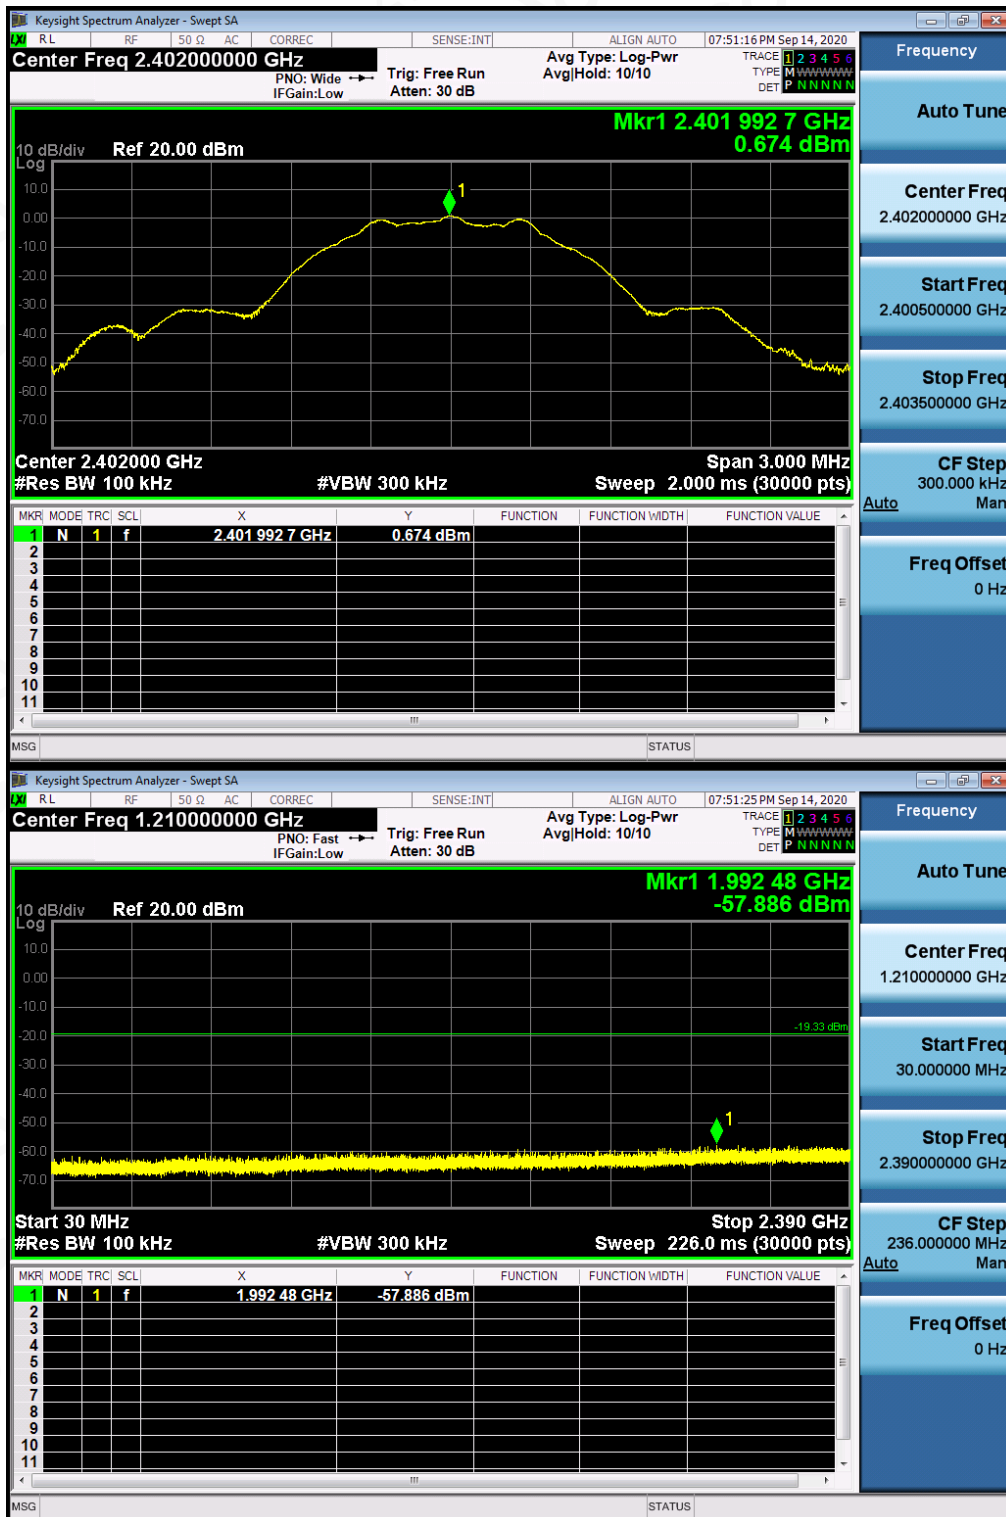 Keysight Spectrum Analyzer - Swept SA
LXI RL RF 50 Ω AC CORREC SENSE:INT ALIGN AUTO 07:51:16 PM Sep 14, 2020
Center Freq 2.402000000 GHz
PNO: Wide
IFGain:Low
Trig: Free Run
Atten: 30 dB
Avg Type: Log-Pwr
Avg|Hold: 10/10
TRACE 1 2 3 4 5 6
TYPE M WWWWW
DET P N N N N N
Mkr1 2.401 992 7 GHz
0.674 dBm
10 dB/div Ref 20.00 dBm
Log
10.0
1
0.00
-10.0
-20.0
-30.0
-40.0
-50.0
-60.0
-70.0
Center 2.402000 GHz Span 3.000 MHz
#Res BW 100 kHz #VBW 300 kHz Sweep 2.000 ms (30000 pts)
MKR MODE TRC SCL X Y FUNCTION FUNCTION WIDTH FUNCTION VALUE
1 N 1 f 2.401 992 7 GHz 0.674 dBm
2
3
4
5
6
7
8
9
10
11
MSG STATUS
Frequency
Auto Tune
Center Freq
2.402000000 GHz
Start Freq
2.400500000 GHz
Stop Freq
2.403500000 GHz
CF Step
300.000 kHz
Auto Man
Freq Offset
0 Hz
Keysight Spectrum Analyzer - Swept SA
LXI RL RF 50 Ω AC CORREC SENSE:INT ALIGN AUTO 07:51:25 PM Sep 14, 2020
Center Freq 1.210000000 GHz
PNO: Fast
IFGain:Low
Trig: Free Run
Atten: 30 dB
Avg Type: Log-Pwr
Avg|Hold: 10/10
TRACE 1 2 3 4 5 6
TYPE M WWWWW
DET P N N N N N
Mkr1 1.992 48 GHz
-57.886 dBm
10 dB/div Ref 20.00 dBm
Log
10.0
0.00
-10.0
-19.33 dBm
-20.0
-30.0
-40.0
-50.0
1
-60.0
-70.0
Start 30 MHz Stop 2.390 GHz
#Res BW 100 kHz #VBW 300 kHz Sweep 226.0 ms (30000 pts)
MKR MODE TRC SCL X Y FUNCTION FUNCTION WIDTH FUNCTION VALUE
1 N 1 f 1.992 48 GHz -57.886 dBm
2
3
4
5
6
7
8
9
10
11
MSG STATUS
Frequency
Auto Tune
Center Freq
1.210000000 GHz
Start Freq
30.000000 MHz
Stop Freq
2.390000000 GHz
CF Step
236.000000 MHz
Auto Man
Freq Offset
0 Hz